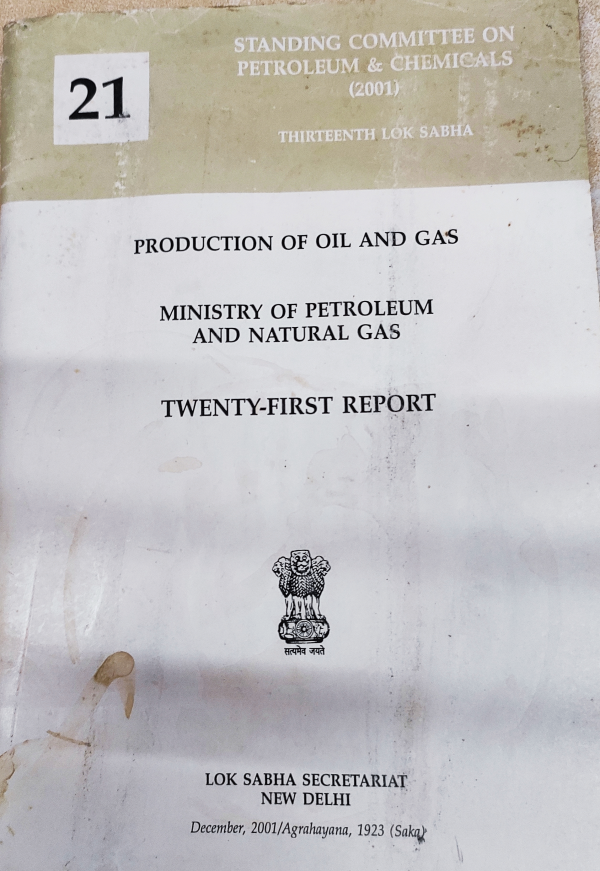 21
STANDING COMMITTEE ON
PETROLEUM & CHEMICALS
(2001)
THIRTEENTH LOK SABHA
PRODUCTION OF OIL AND GAS
MINISTRY OF PETROLEUM
AND NATURAL GAS
TWENTY-FIRST REPORT
सत्यमेव जयते
LOK SABHA SECRETARIAT
NEW DELHI
December, 2001/Agrahayana, 1923 (Saka)